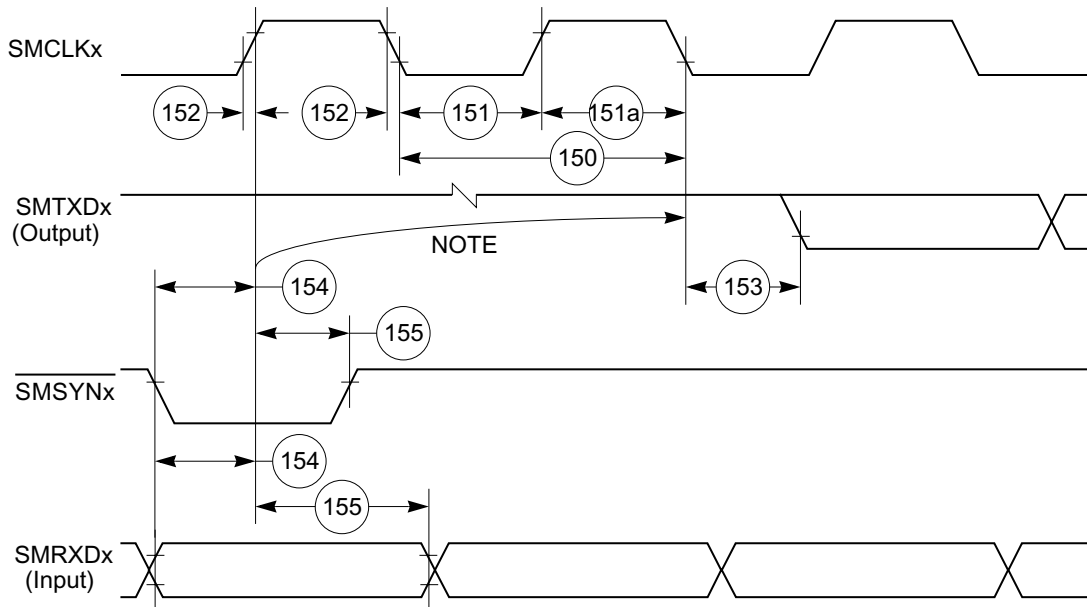 SMCLKx
152
152
151
151a
150
SMTXDx
(Output)
NOTE
154
153
155
SMSYNx
154
155
SMRXDx
(Input)